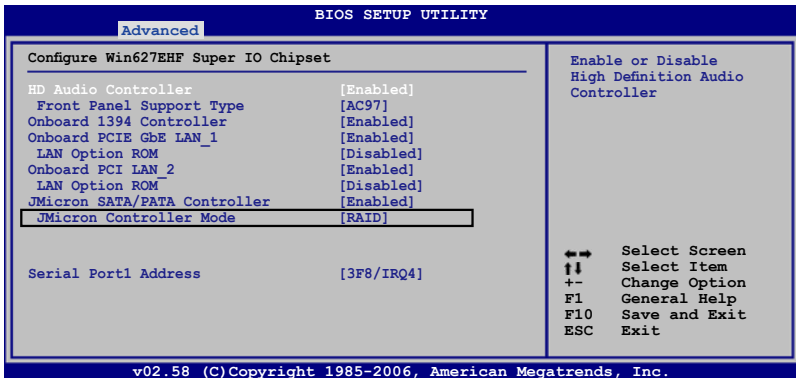 BIOS SETUP UTILITY
Advanced
Configure Win627EHF Super IO Chipset
HD Audio Controller [Enabled]
Front Panel Support Type [AC97]
Onboard 1394 Controller [Enabled]
Onboard PCIE GbE LAN_1 [Enabled]
LAN Option ROM [Disabled]
Onboard PCI LAN_2 [Enabled]
LAN Option ROM [Disabled]
JMicron SATA/PATA Controller [Enabled]
JMicron Controller Mode [RAID]
Serial Port1 Address [3F8/IRQ4]
Enable or Disable
High Definition Audio
Controller
←→ Select Screen
↑↓ Select Item
+- Change Option
F1 General Help
F10 Save and Exit
ESC Exit
v02.58 (C)Copyright 1985-2006, American Megatrends, Inc.